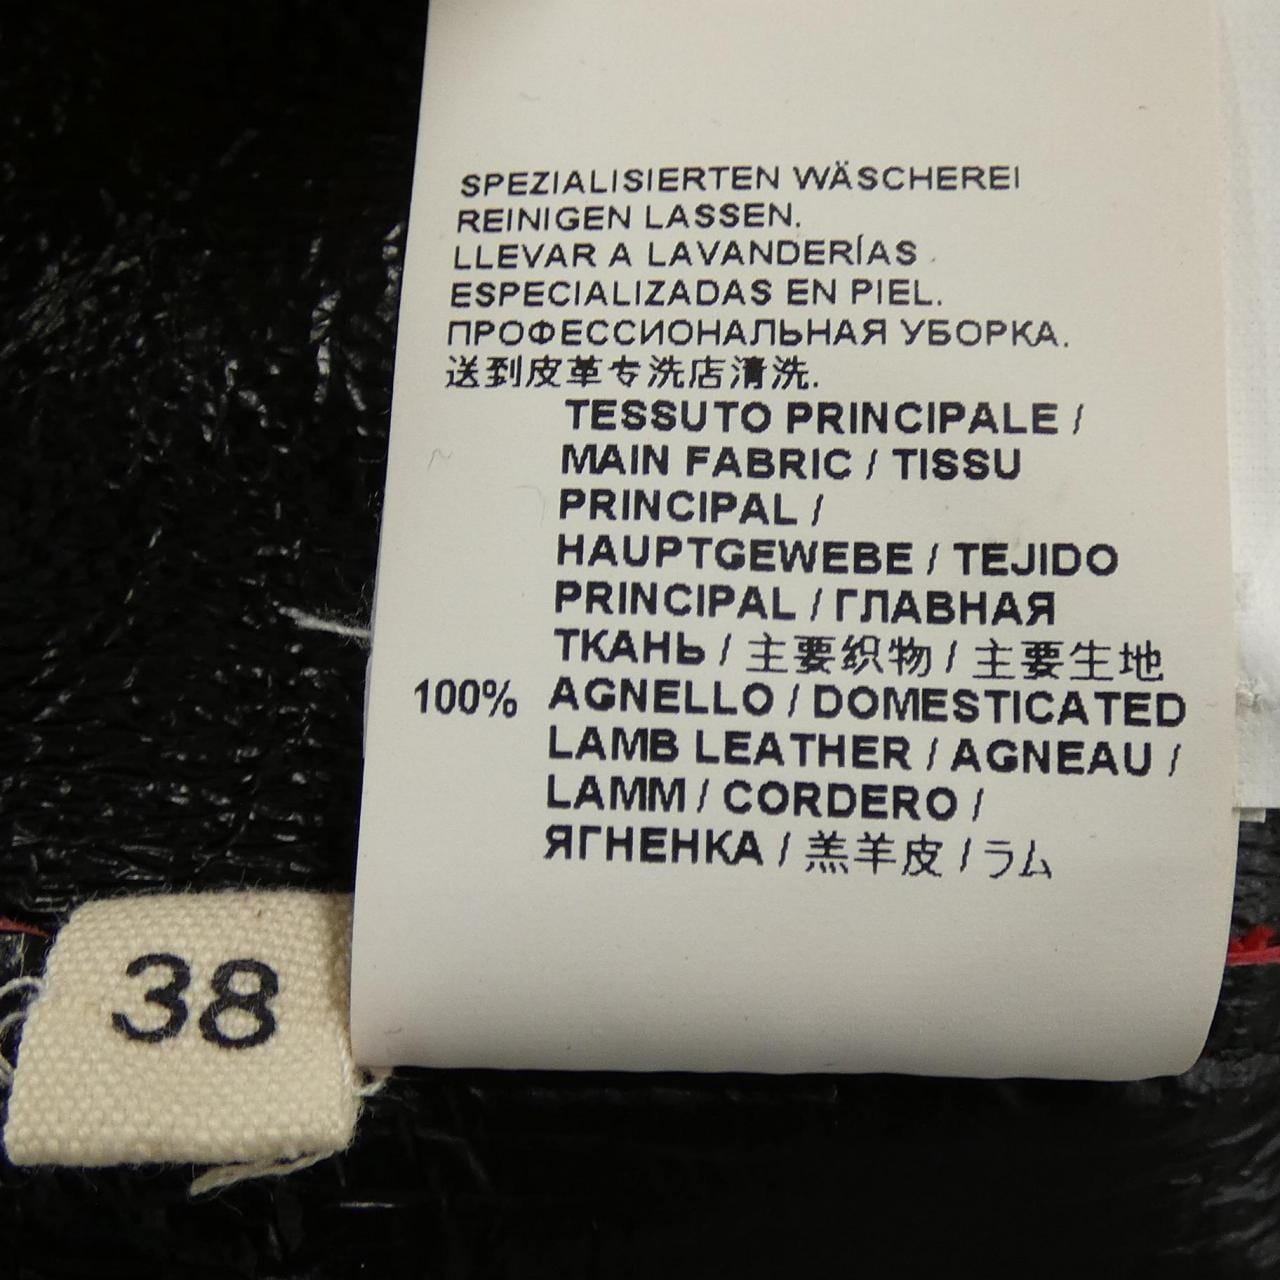 SPEZIALISIERTEN WÄSCHEREI
REINIGEN LASSEN.
LLEVAR A LAVANDERÍAS
ESPECIALIZADAS EN PIEL.
ПРОФЕССИОНАЛЬНАЯ УБОРКА.
送到皮革专洗店清洗.
TESSUTO PRINCIPALE /
MAIN FABRIC / TISSU
PRINCIPAL /
HAUPTGEWEBE / TEJIDO
PRINCIPAL / ГЛАВНАЯ
ТКАНЬ / 主要织物 / 主要生地
100% AGNELLO / DOMESTICATED
LAMB LEATHER / AGNEAU /
LAMM / CORDERO /
ЯГНЕНКА / 羔羊皮 / ラム
38